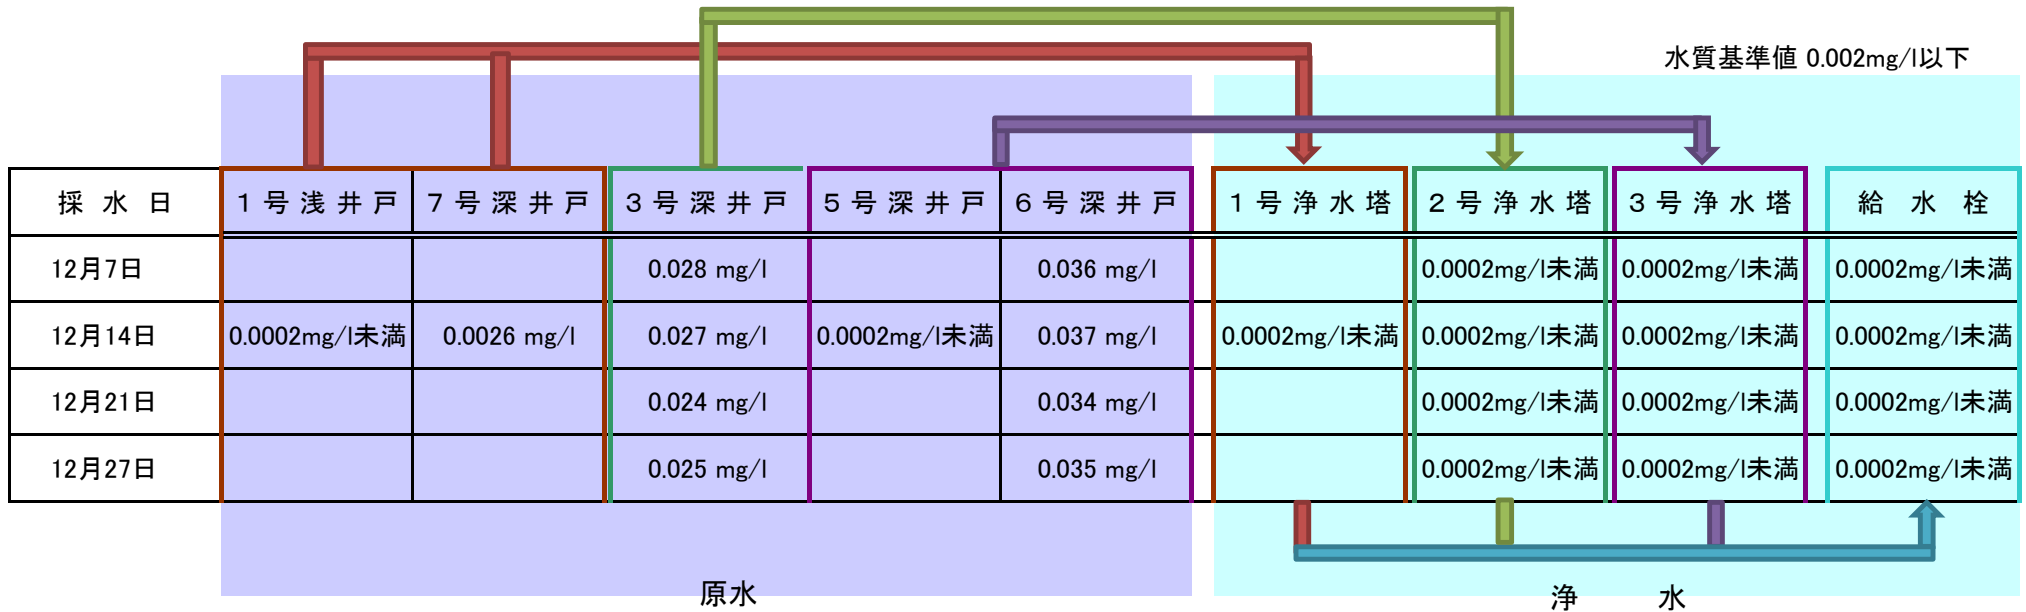 水質基準値 0.002mg/l以下
採水日 1号浅井戸 7号深井戸 3号深井戸 5号深井戸 6号深井戸 1号浄水塔 2号浄水塔 3号浄水塔 給水栓
12月7日 0.028 mg/l 0.036 mg/l 0.0002mg/l未満 0.0002mg/l未満 0.0002mg/l未満
12月14日 0.0002mg/l未満 0.0026 mg/l 0.027 mg/l 0.0002mg/l未満 0.037 mg/l 0.0002mg/l未満 0.0002mg/l未満 0.0002mg/l未満 0.0002mg/l未満
12月21日 0.024 mg/l 0.034 mg/l 0.0002mg/l未満 0.0002mg/l未満 0.0002mg/l未満
12月27日 0.025 mg/l 0.035 mg/l 0.0002mg/l未満 0.0002mg/l未満 0.0002mg/l未満
原水 浄水